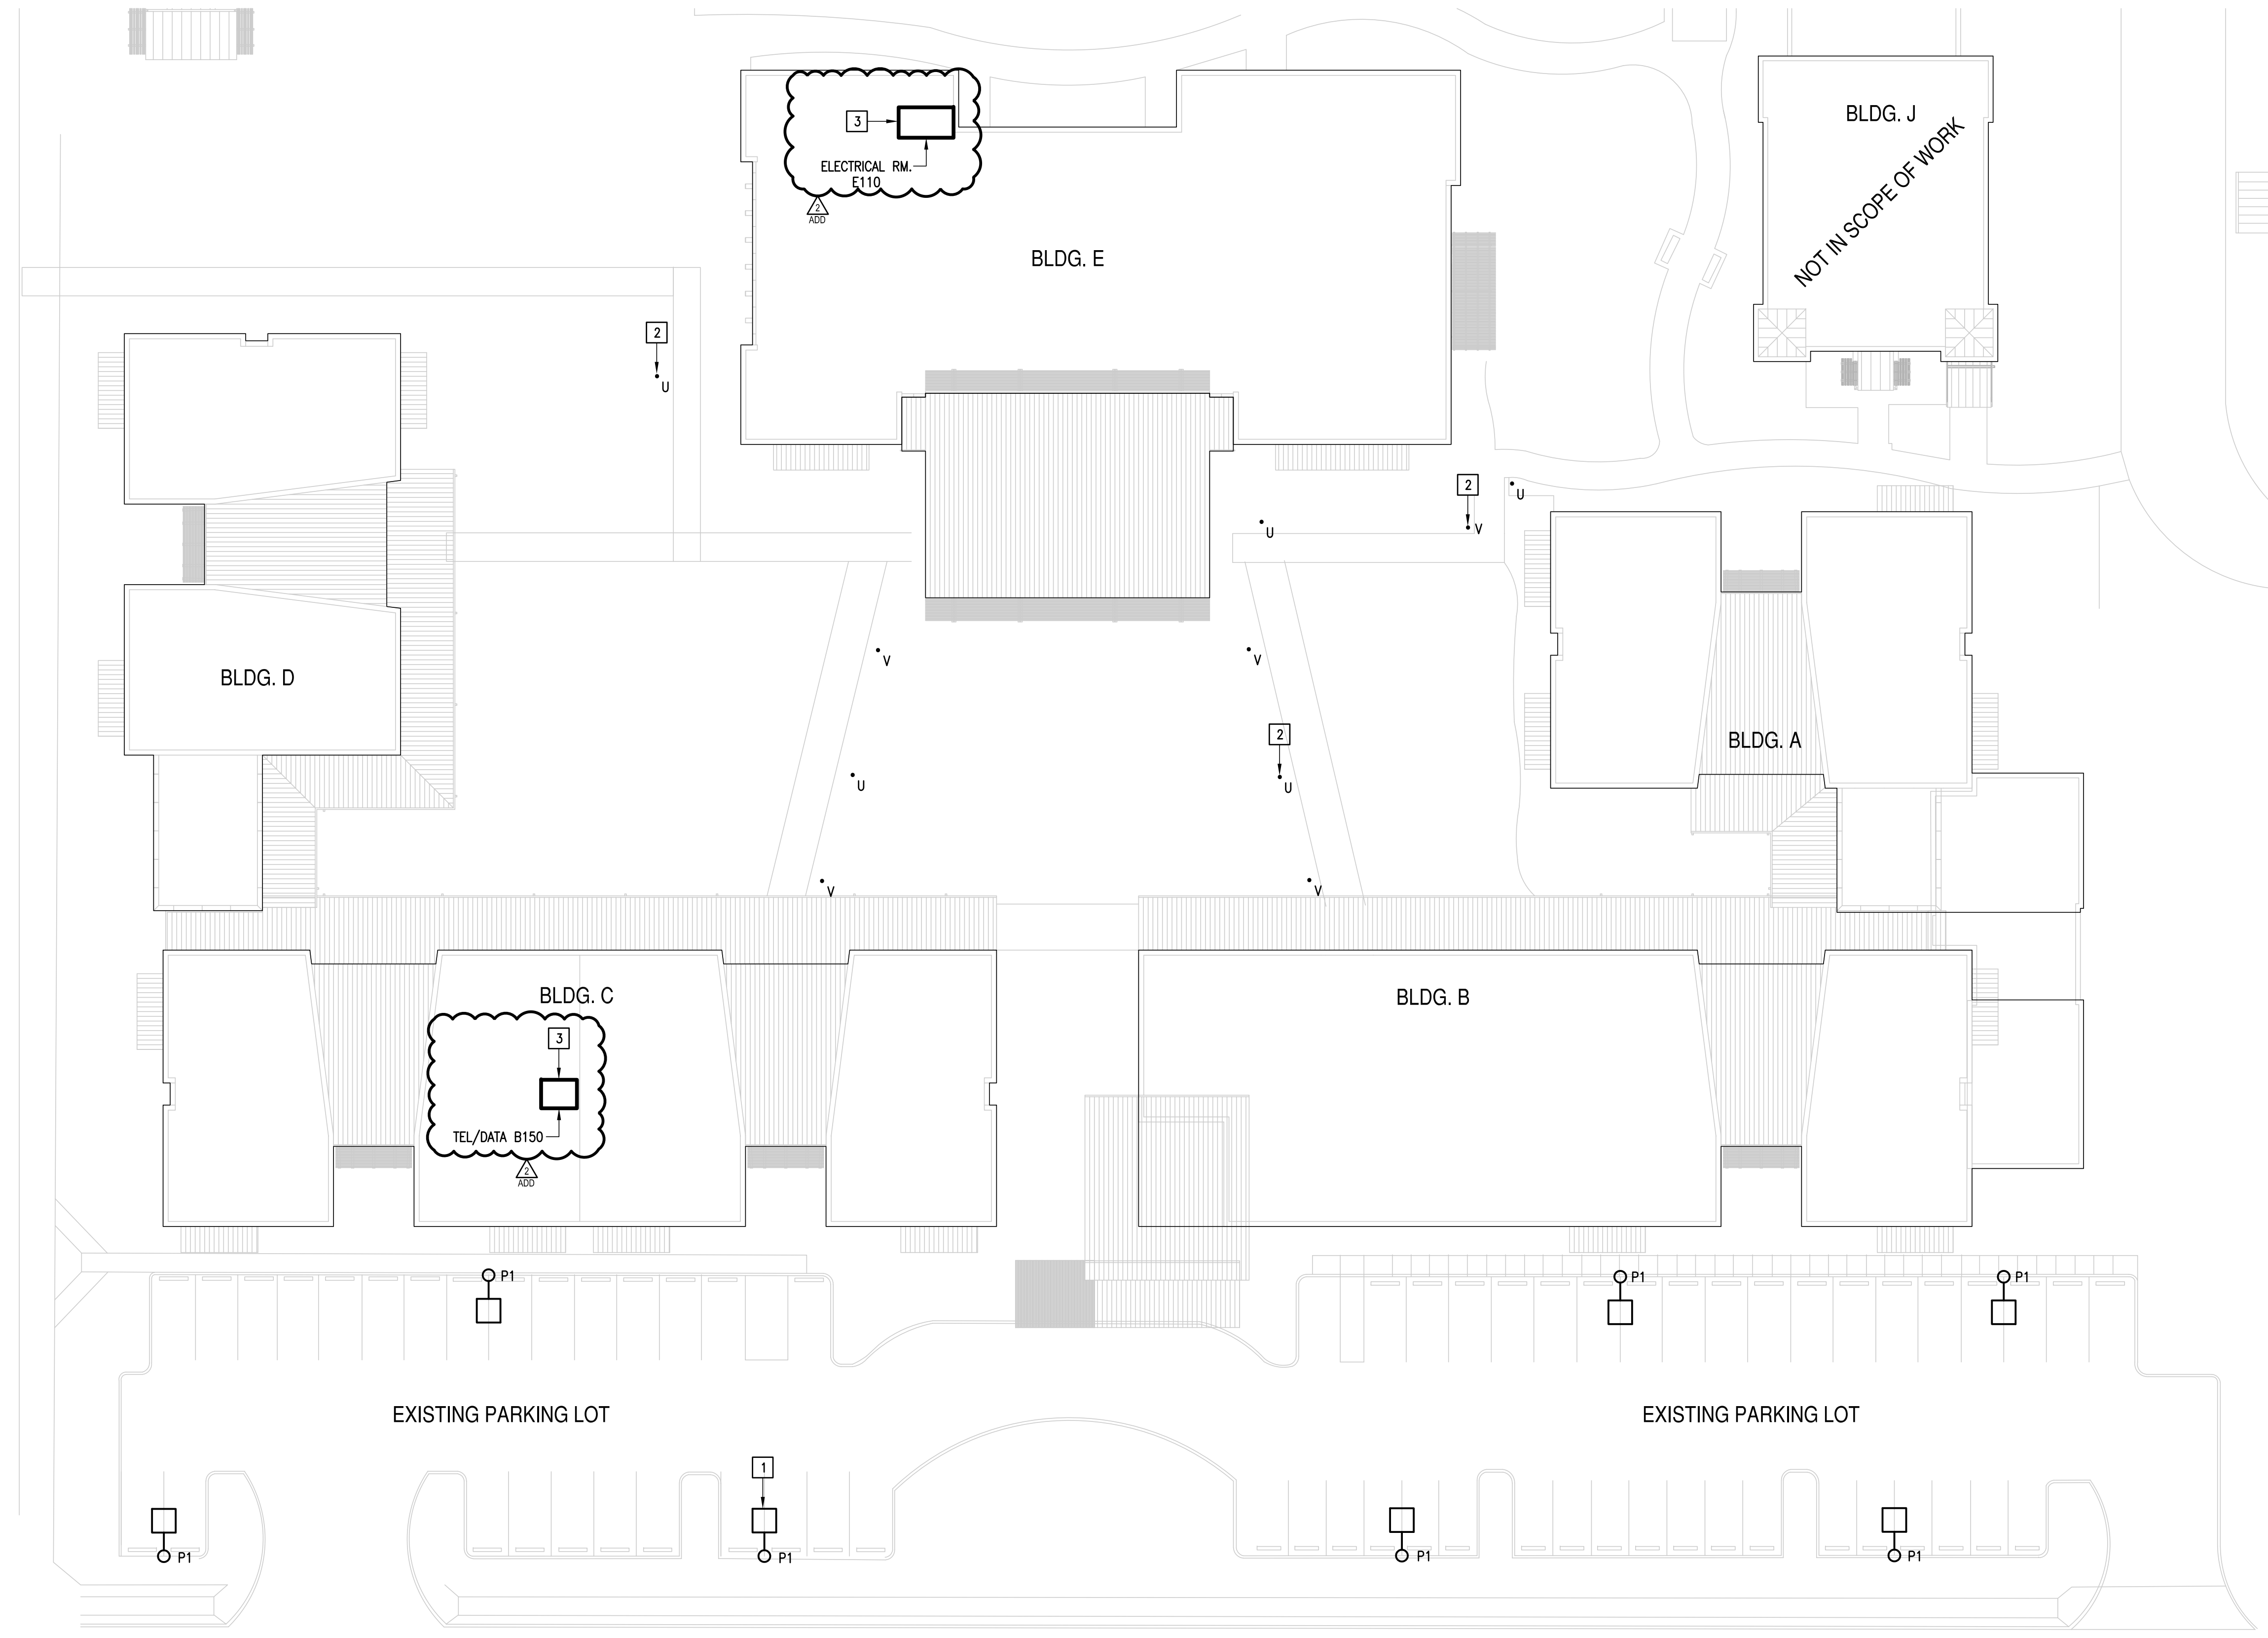 BLDG. J
NOT IN SCOPE OF WORK
3
ELECTRICAL RM.
E110
2
ADD
BLDG. E
2
U
2
V
U
U
BLDG. D
V
V
2
U
U
BLDG. A
V
V
BLDG. C
BLDG. B
3
TEL/DATA B150
2
ADD
P1
P1
P1
EXISTING PARKING LOT
EXISTING PARKING LOT
1
P1
P1
P1
P1